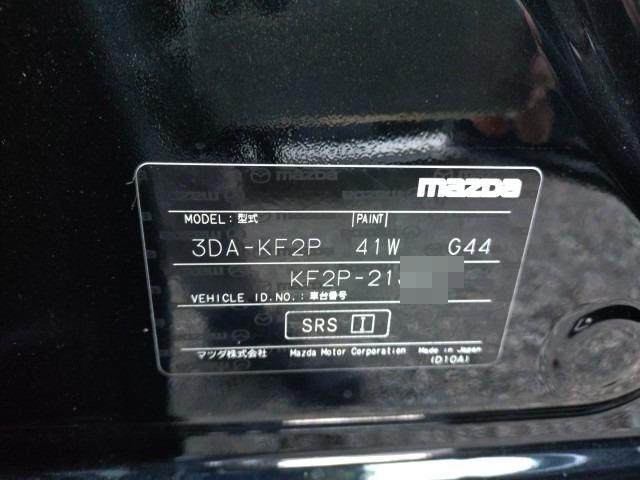 mazda
MODEL:型式 PAINT
3DA-KF2P 41W G44
KF2P-21
VEHICLE ID.NO.:車台番号
SRS I
マツダ株式会社 Mazda Motor Corporation Made in Japan
(D10A)